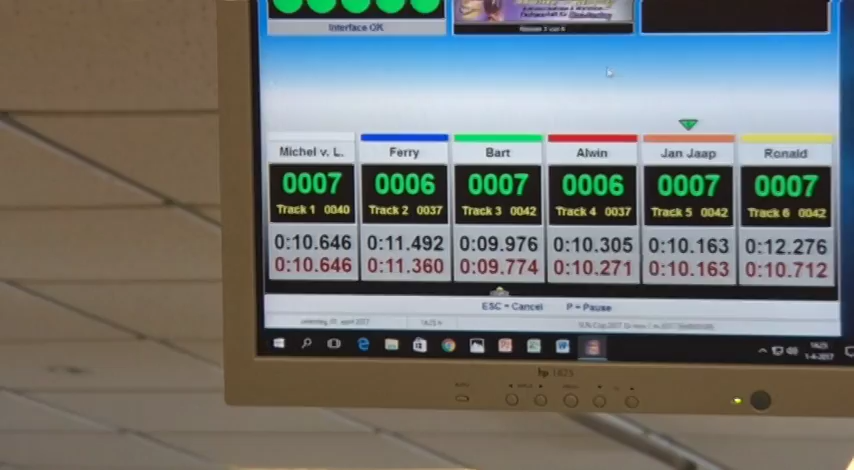 Interface OK
Michel v. L. Ferry Bart Alwin Jan Jaap Ronald
0007 0006 0007 0006 0007 0007
Track 1 0040 Track 2 0037 Track 3 0042 Track 4 0037 Track 5 0042 Track 6 0042
0:10.646 0:11.492 0:09.976 0:10.305 0:10.163 0:12.276
0:10.646 0:11.360 0:09.774 0:10.271 0:10.163 0:10.712
ESC = Cancel P = Pause
1-4-2017
hp